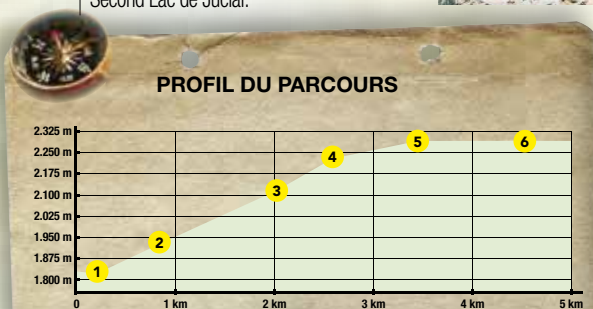 Second Lac de Juclar.
PROFIL DU PARCOURS
2.325 m
2.250 m
2.175 m
2.100 m
2.025 m
1.950 m
1.875 m
1.800 m
1
2
3
4
5
6
0 1 km 2 km 3 km 4 km 5 km